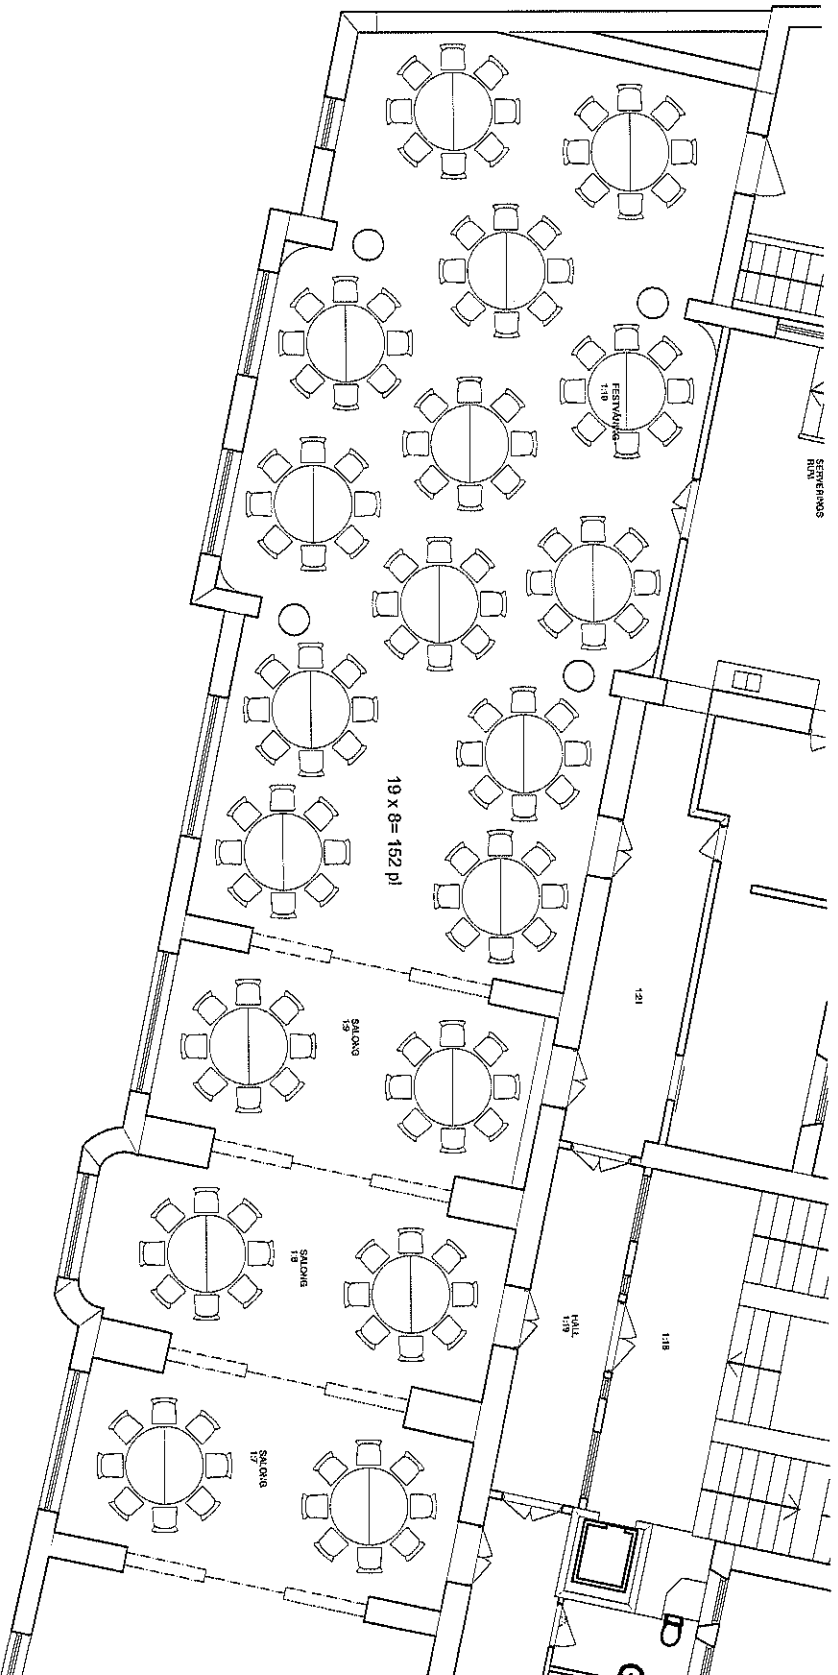 FESTVÅNING
1:10
SERVERINGS
RUM
19 x 8= 152 pl
1:21
SALONG
1:9
SALONG
1:8
HALL
1:19
1:18
SALONG
1:7